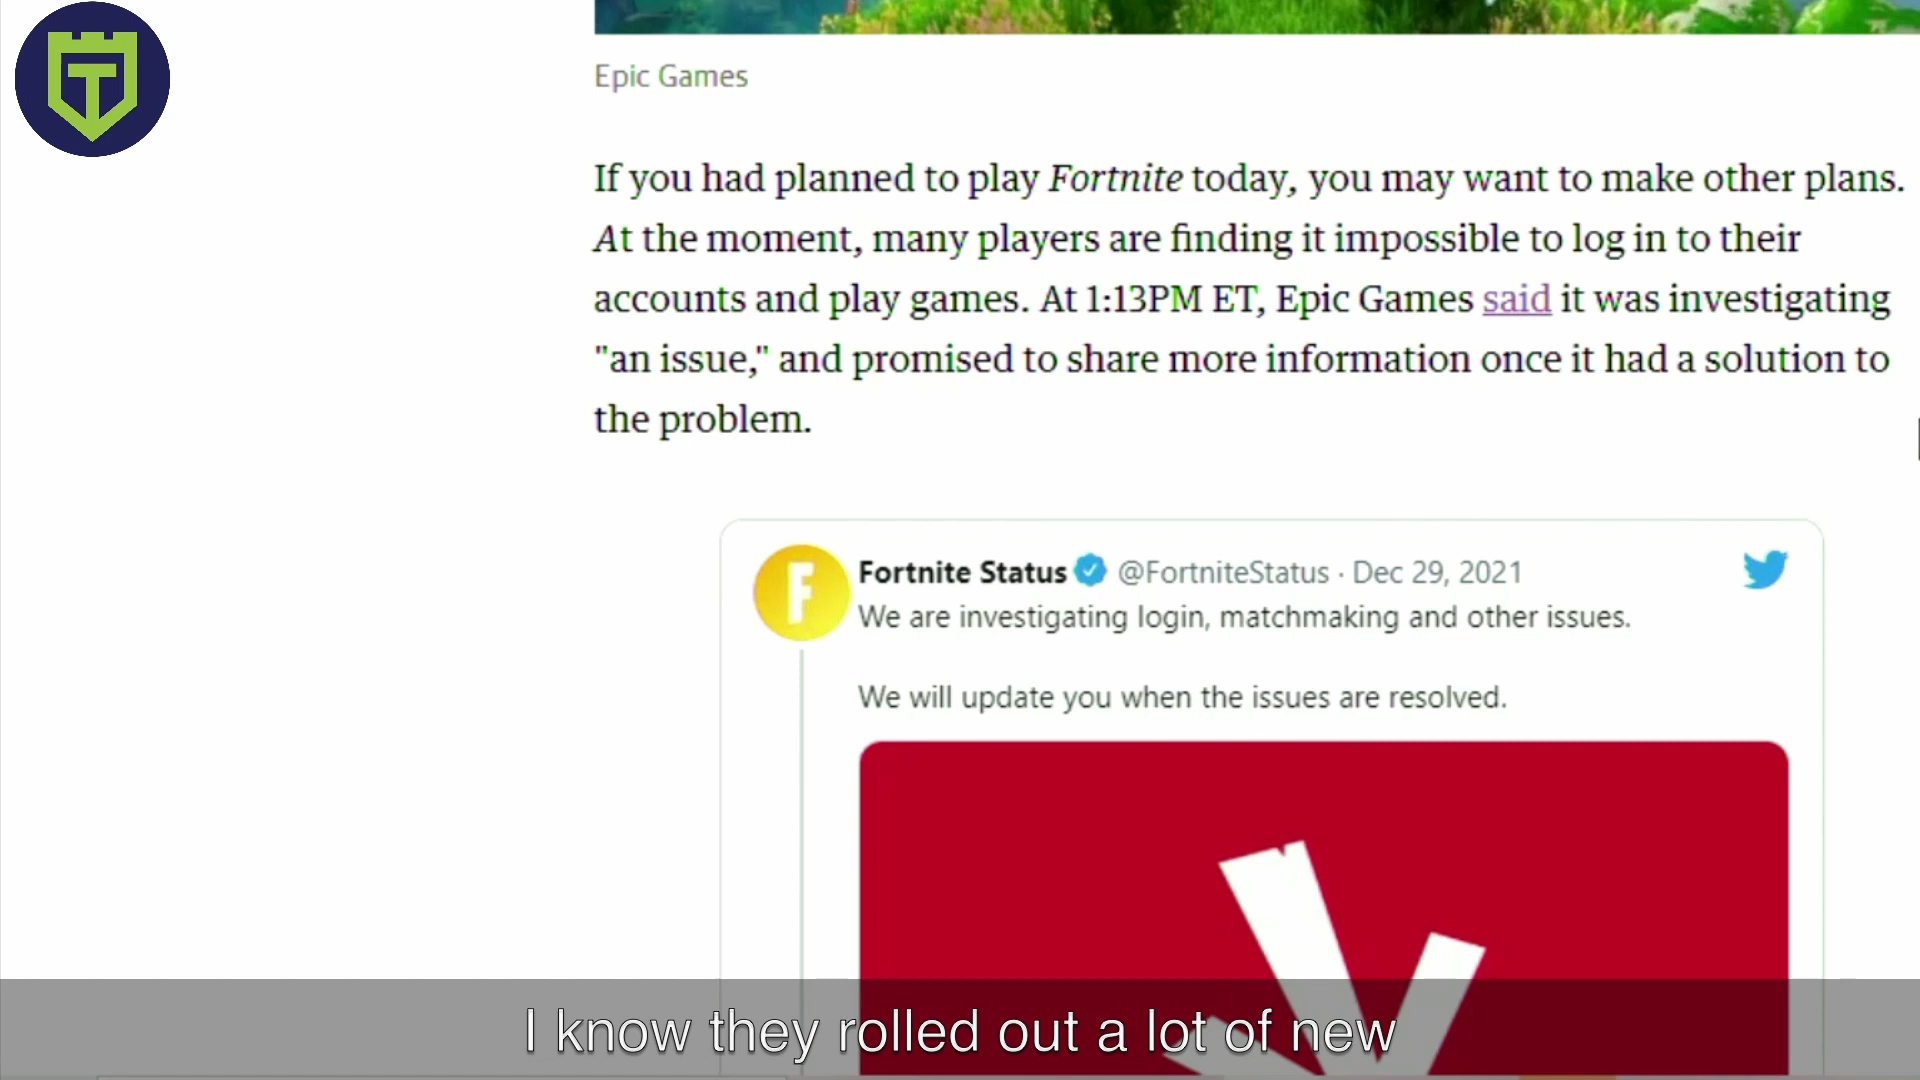 T
Epic Games
If you had planned to play Fortnite today, you may want to make other plans.
At the moment, many players are finding it impossible to log in to their
accounts and play games. At 1:13PM ET, Epic Games said it was investigating
"an issue," and promised to share more information once it had a solution to
the problem.
F
Fortnite Status @FortniteStatus · Dec 29, 2021
We are investigating login, matchmaking and other issues.
We will update you when the issues are resolved.
I know they rolled out a lot of new